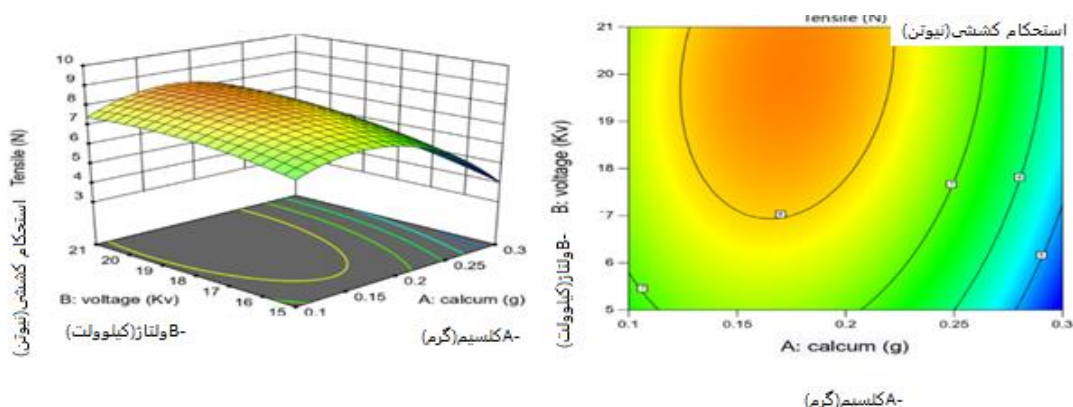 10
9
8
7
6
5
4
3
Tensile (N)
استحکام کششی(نیوتن)
21
20
19
18
17
16
15
B: voltage (Kv)
-Bولتاژ(کیلوولت)
0.3
0.25
0.2
0.15
0.1
A: calcum (g)
-Aکلسیم(گرم)
Tensile (N)
استحکام کششی(نیوتن)
21
20
19
18
7
6
5
B: voltage (Kv)
-Bولتاژ(کیلوولت)
0.1
0.15
0.2
0.25
0.3
A: calcum (g)
-Aکلسیم(گرم)